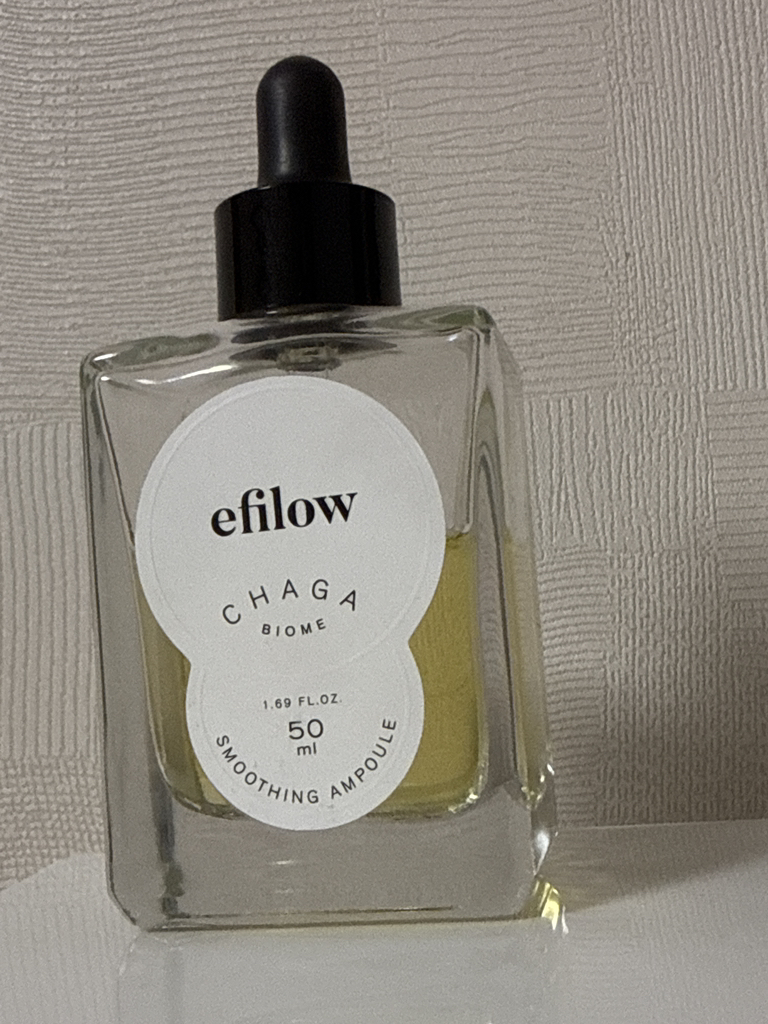 efilow
CHAGA
BIOME
1.69 FL.OZ.
50
ml
SMOOTHING AMPOULE